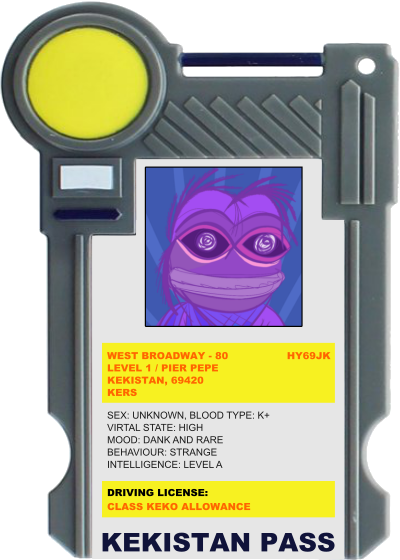 WEST BROADWAY - 80 HY69JK
LEVEL 1 / PIER PEPE
KEKISTAN, 69420
KERS
SEX: UNKNOWN, BLOOD TYPE: K+
VIRTAL STATE: HIGH
MOOD: DANK AND RARE
BEHAVIOUR: STRANGE
INTELLIGENCE: LEVEL A
DRIVING LICENSE:
CLASS KEKO ALLOWANCE
KEKISTAN PASS